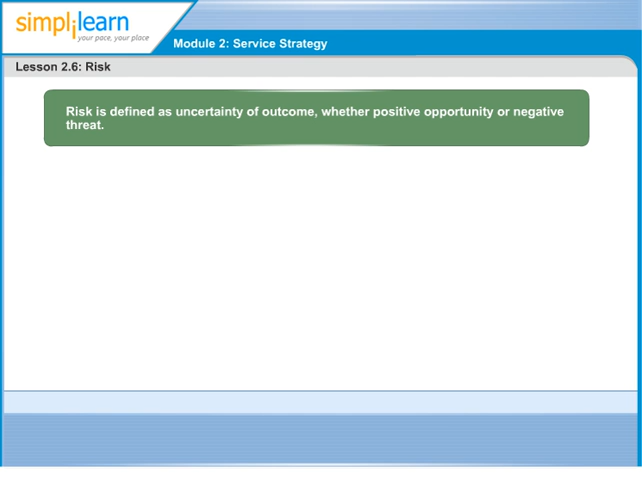 simplilearn
your pace, your place
Module 2: Service Strategy
Lesson 2.6: Risk
Risk is defined as uncertainty of outcome, whether positive opportunity or negative
threat.